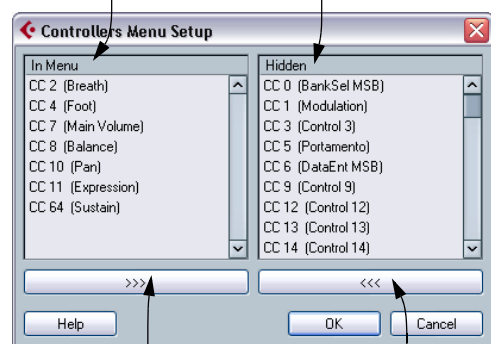 Controllers Menu Setup
In Menu
CC 2 (Breath)
CC 4 (Foot)
CC 7 (Main Volume)
CC 8 (Balance)
CC 10 (Pan)
CC 11 (Expression)
CC 64 (Sustain)
>>>
Hidden
CC 0 (BankSel MSB)
CC 1 (Modulation)
CC 3 (Control 3)
CC 5 (Portamento)
CC 6 (DataEnt MSB)
CC 9 (Control 9)
CC 12 (Control 12)
CC 13 (Control 13)
CC 14 (Control 14)
<<<
Help
OK
Cancel